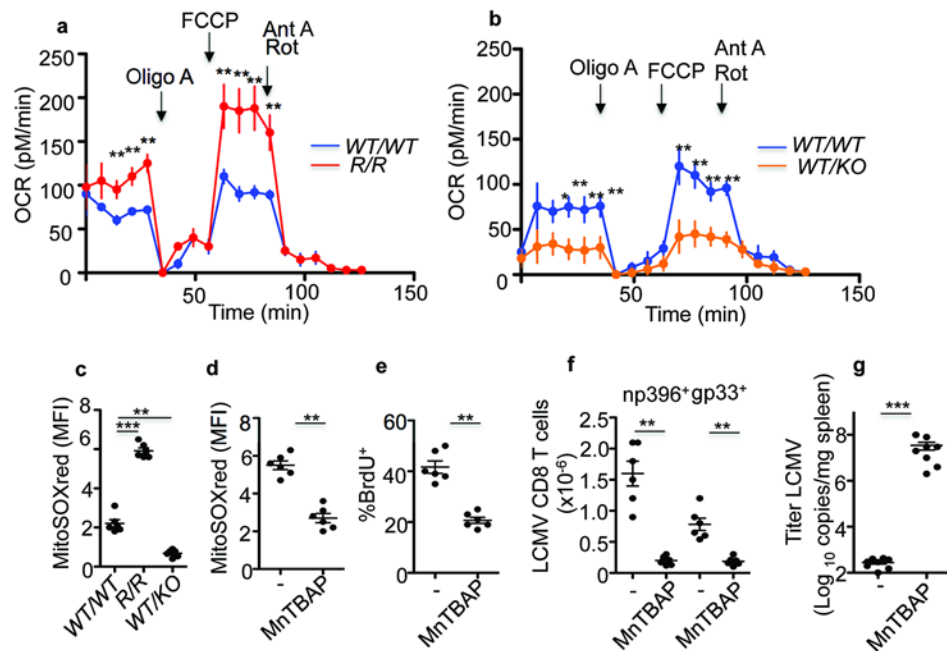 a
FCCP
Ant A
Rot
Oligo A
250
200
150
100
50
0
OCR (pM/min)
** ** **
**
** ** **
**
WT/WT
R/R
0 50 100 150
Time (min)
b
Oligo A
FCCP
Ant A
Rot
250
200
150
100
50
0
OCR (pM/min)
* ** ** **
** ** ** **
WT/WT
WT/KO
0 50 100 150
Time (min)
c
MitoSOXred (MFI)
8
6
4
2
0
**
***
WT/WT
R/R
WT/KO
d
MitoSOXred (MFI)
8
6
4
2
0
**
-
MnTBAP
e
%BrdU+
60
40
20
0
**
-
MnTBAP
f
np396+gp33+
LCMV CD8 T cells
(x10-6)
2.5
2.0
1.5
1.0
0.5
0
** **
-
MnTBAP
-
MnTBAP
g
Titer LCMV
(Log 10 copies/mg spleen)
8
6
4
2
***
-
MnTBAP